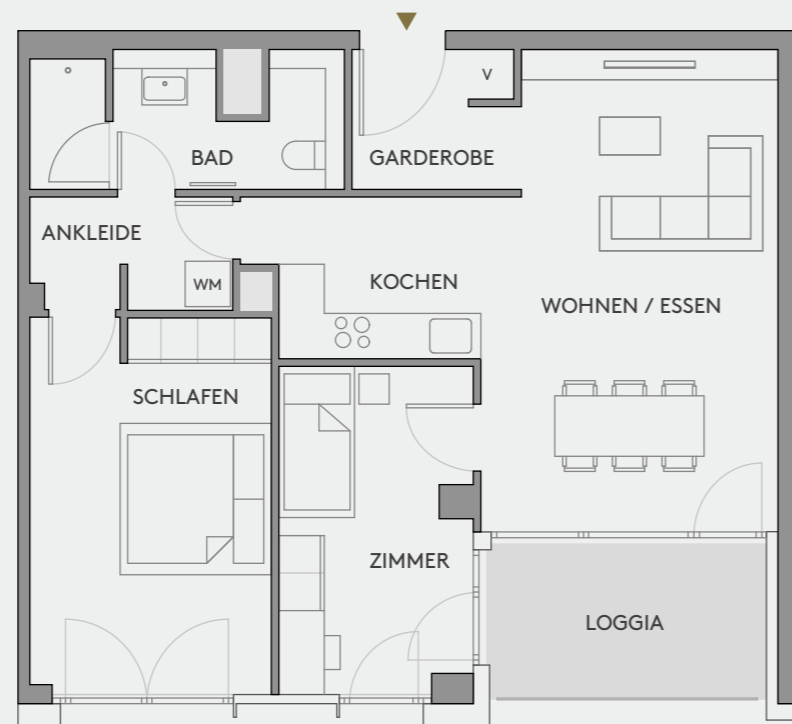 V
BAD
GARDEROBE
ANKLEIDE
WM
KOCHEN
WOHNEN / ESSEN
SCHLAFEN
ZIMMER
LOGGIA